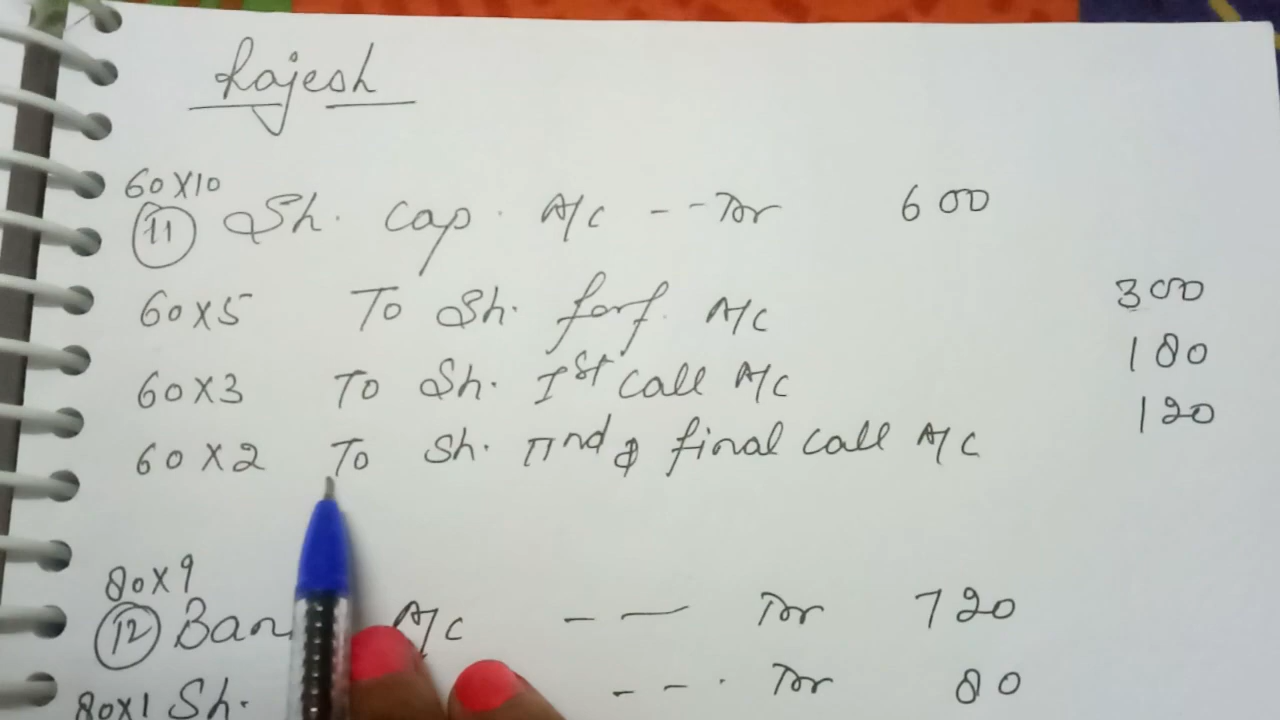 Rajesh
60X10
11 Sh. Cap. A/C - - Dr 600
60X5 To Sh. forf. A/C 300
60X3 To Sh. Ist call A/C 180
60X2 To Sh. IInd & final call A/C 120
80X9
12 A/C - — Dr 720
80X1 Sh. - - . Dr 80